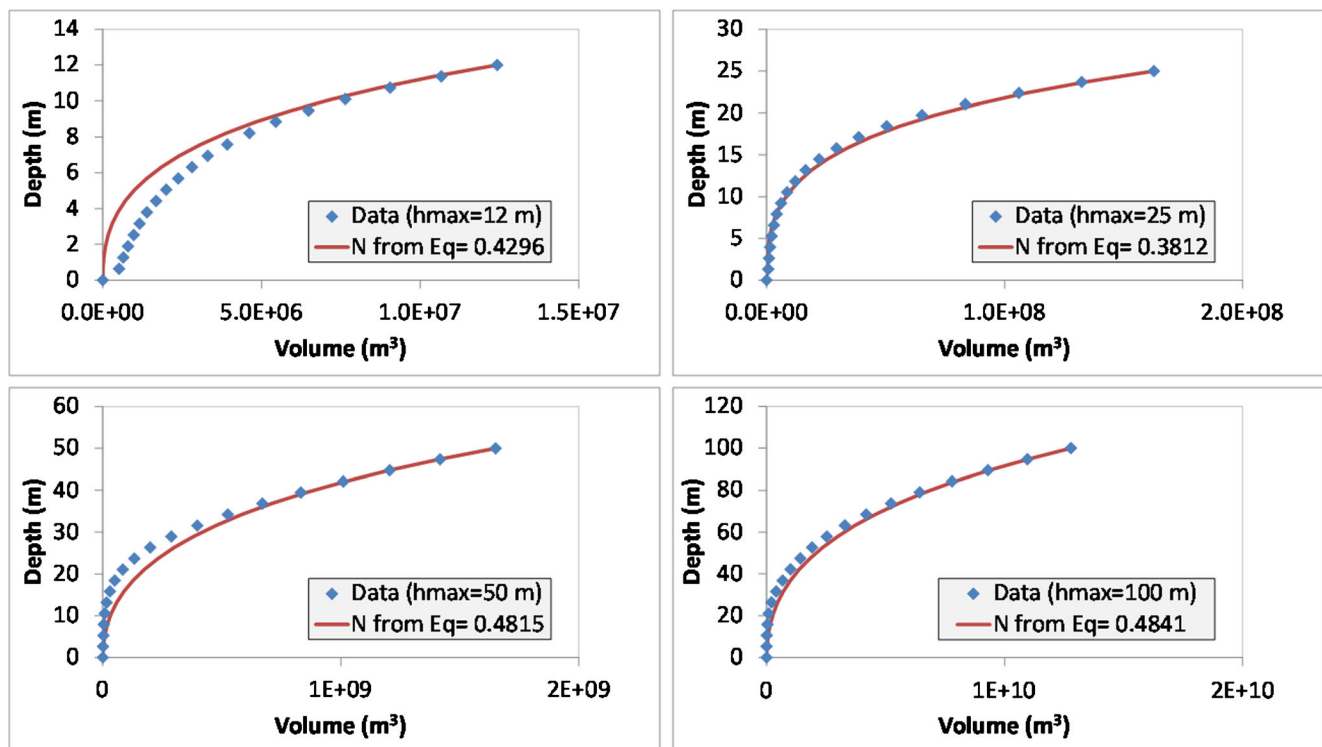 14
12
10
8
6
4
2
0
Depth (m)
Data (hmax=12 m)
N from Eq= 0.4296
0.0E+00 5.0E+06 1.0E+07 1.5E+07
Volume (m³)
30
25
20
15
10
5
0
Depth (m)
Data (hmax=25 m)
N from Eq= 0.3812
0.0E+00 1.0E+08 2.0E+08
Volume (m³)
60
50
40
30
20
10
0
Depth (m)
Data (hmax=50 m)
N from Eq= 0.4815
0 1E+09 2E+09
Volume (m³)
120
100
80
60
40
20
0
Depth (m)
Data (hmax=100 m)
N from Eq= 0.4841
0 1E+10 2E+10
Volume (m³)